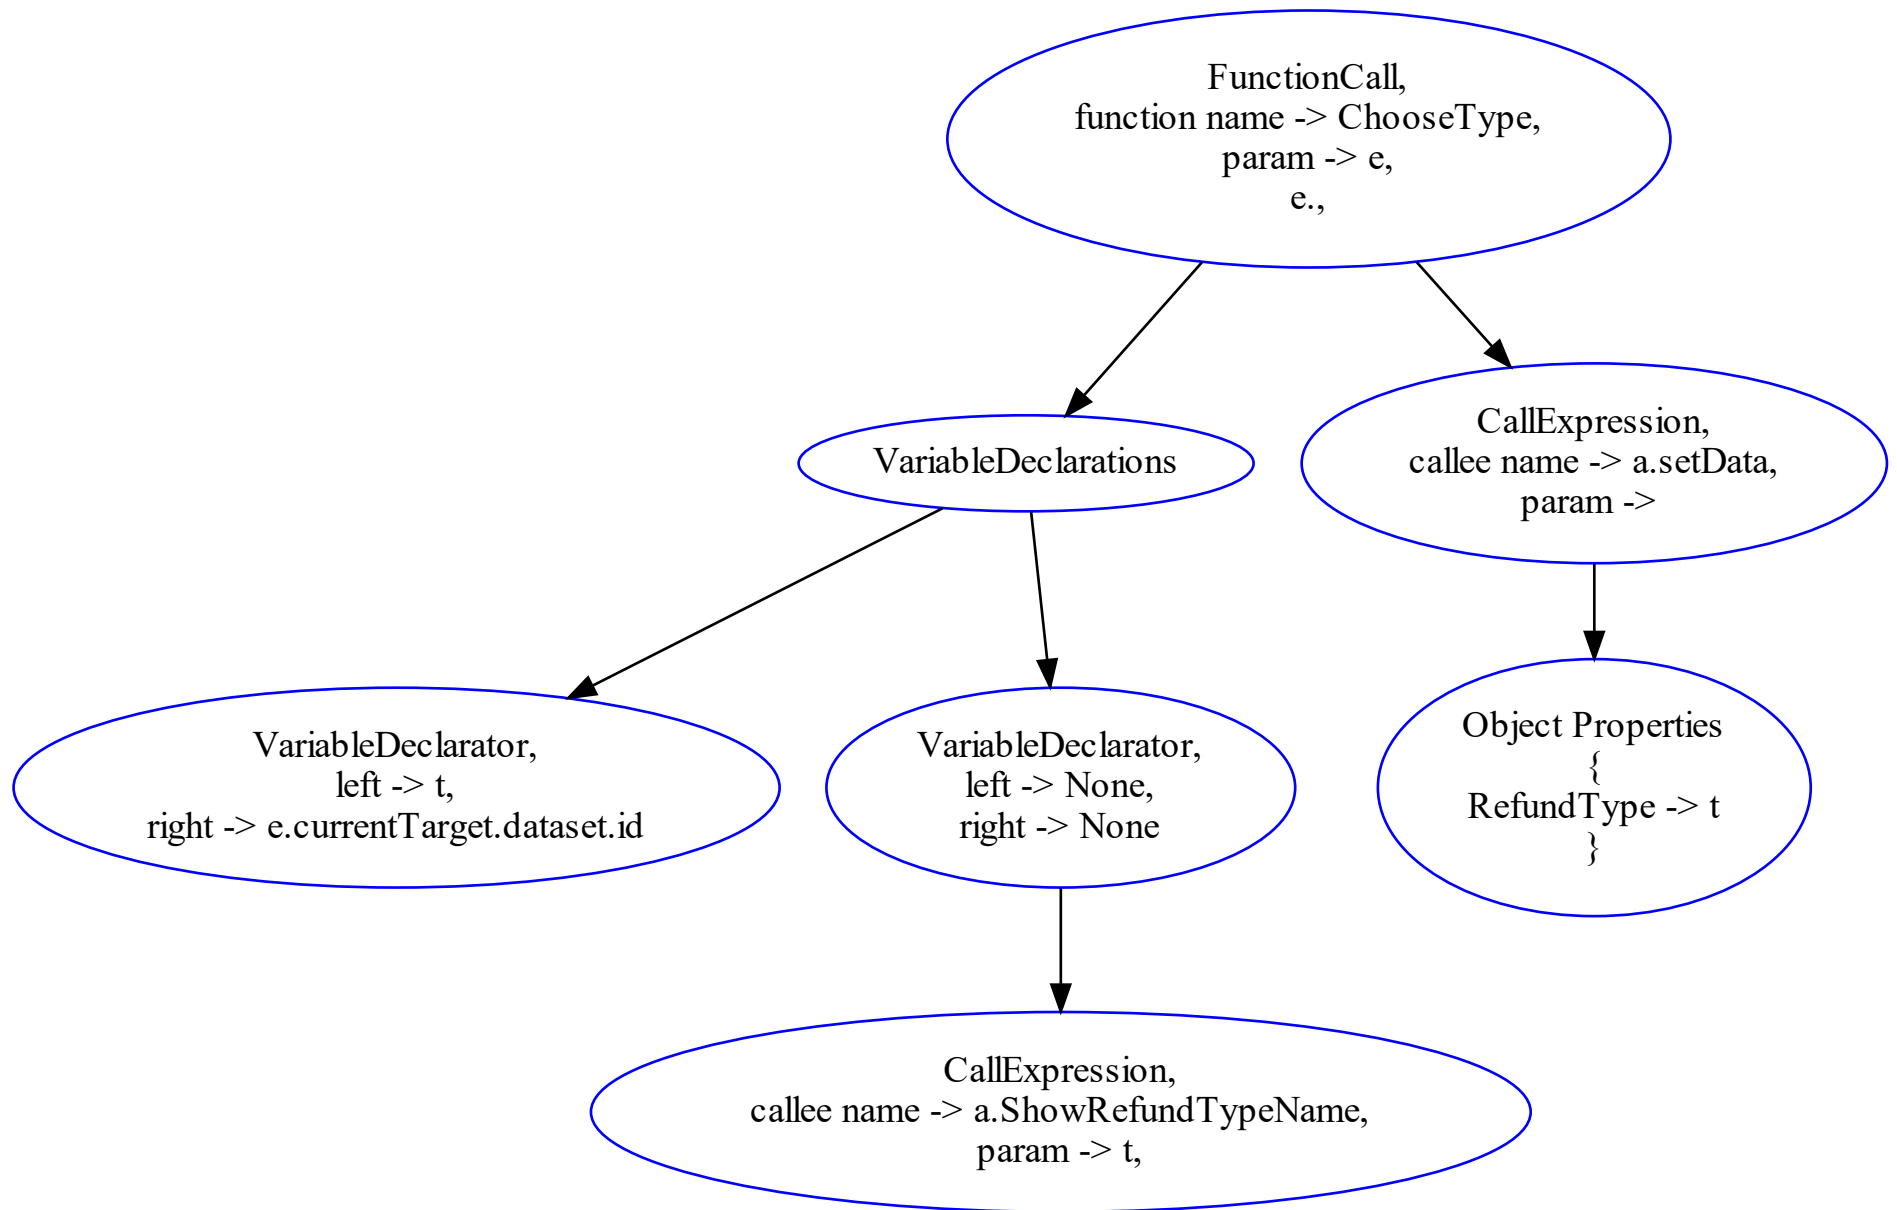 FunctionCall,
function name -> ChooseType,
param -> e,
e.,
VariableDeclarations
CallExpression,
callee name -> a.setData,
param ->
VariableDeclarator,
left -> t,
right -> e.currentTarget.dataset.id
VariableDeclarator,
left -> None,
right -> None
Object Properties
{
RefundType -> t
}
CallExpression,
callee name -> a.ShowRefundTypeName,
param -> t,